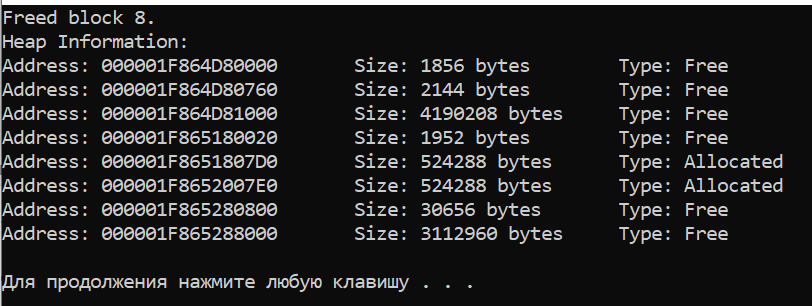 Freed block 8.
Heap Information:
Address: 000001F864D80000 Size: 1856 bytes Type: Free
Address: 000001F864D80760 Size: 2144 bytes Type: Free
Address: 000001F864D81000 Size: 4190208 bytes Type: Free
Address: 000001F865180020 Size: 1952 bytes Type: Free
Address: 000001F8651807D0 Size: 524288 bytes Type: Allocated
Address: 000001F8652007E0 Size: 524288 bytes Type: Allocated
Address: 000001F865280800 Size: 30656 bytes Type: Free
Address: 000001F865288000 Size: 3112960 bytes Type: Free
Для продолжения нажмите любую клавишу . . .